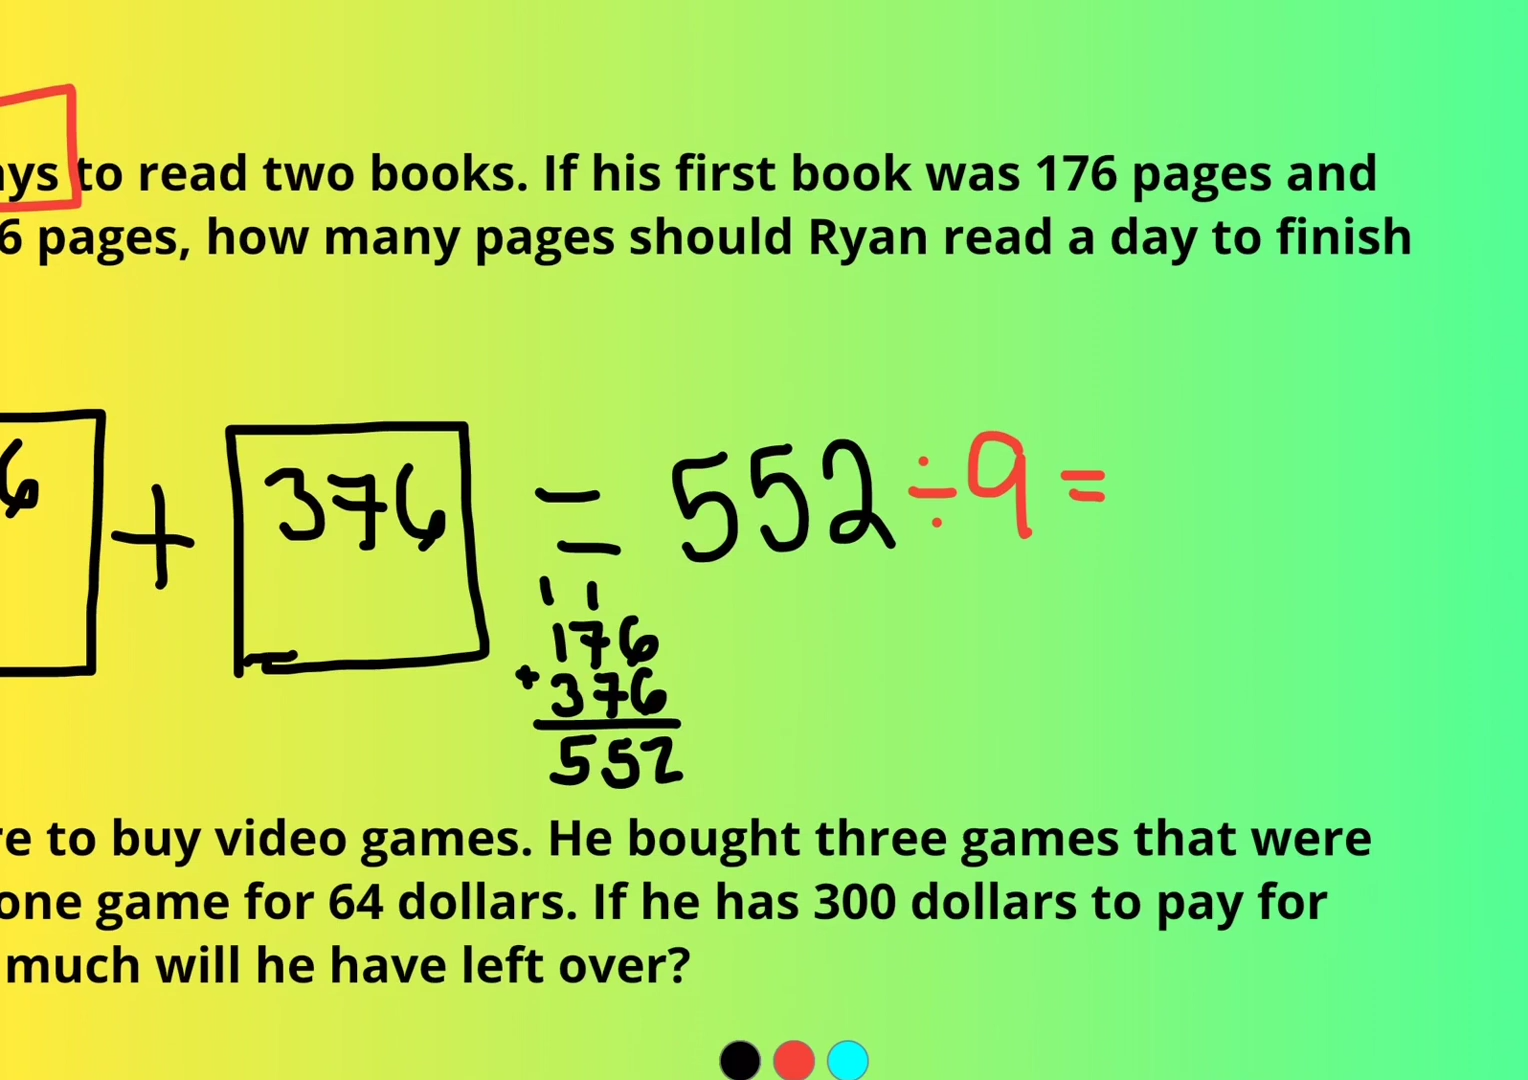 to read two books. If his first book was 176 pages and
6 pages, how many pages should Ryan read a day to finish
6 + 376 = 552 ÷ 9 =
1 1
176
+ 376
552
to buy video games. He bought three games that were
one game for 64 dollars. If he has 300 dollars to pay for
much will he have left over?